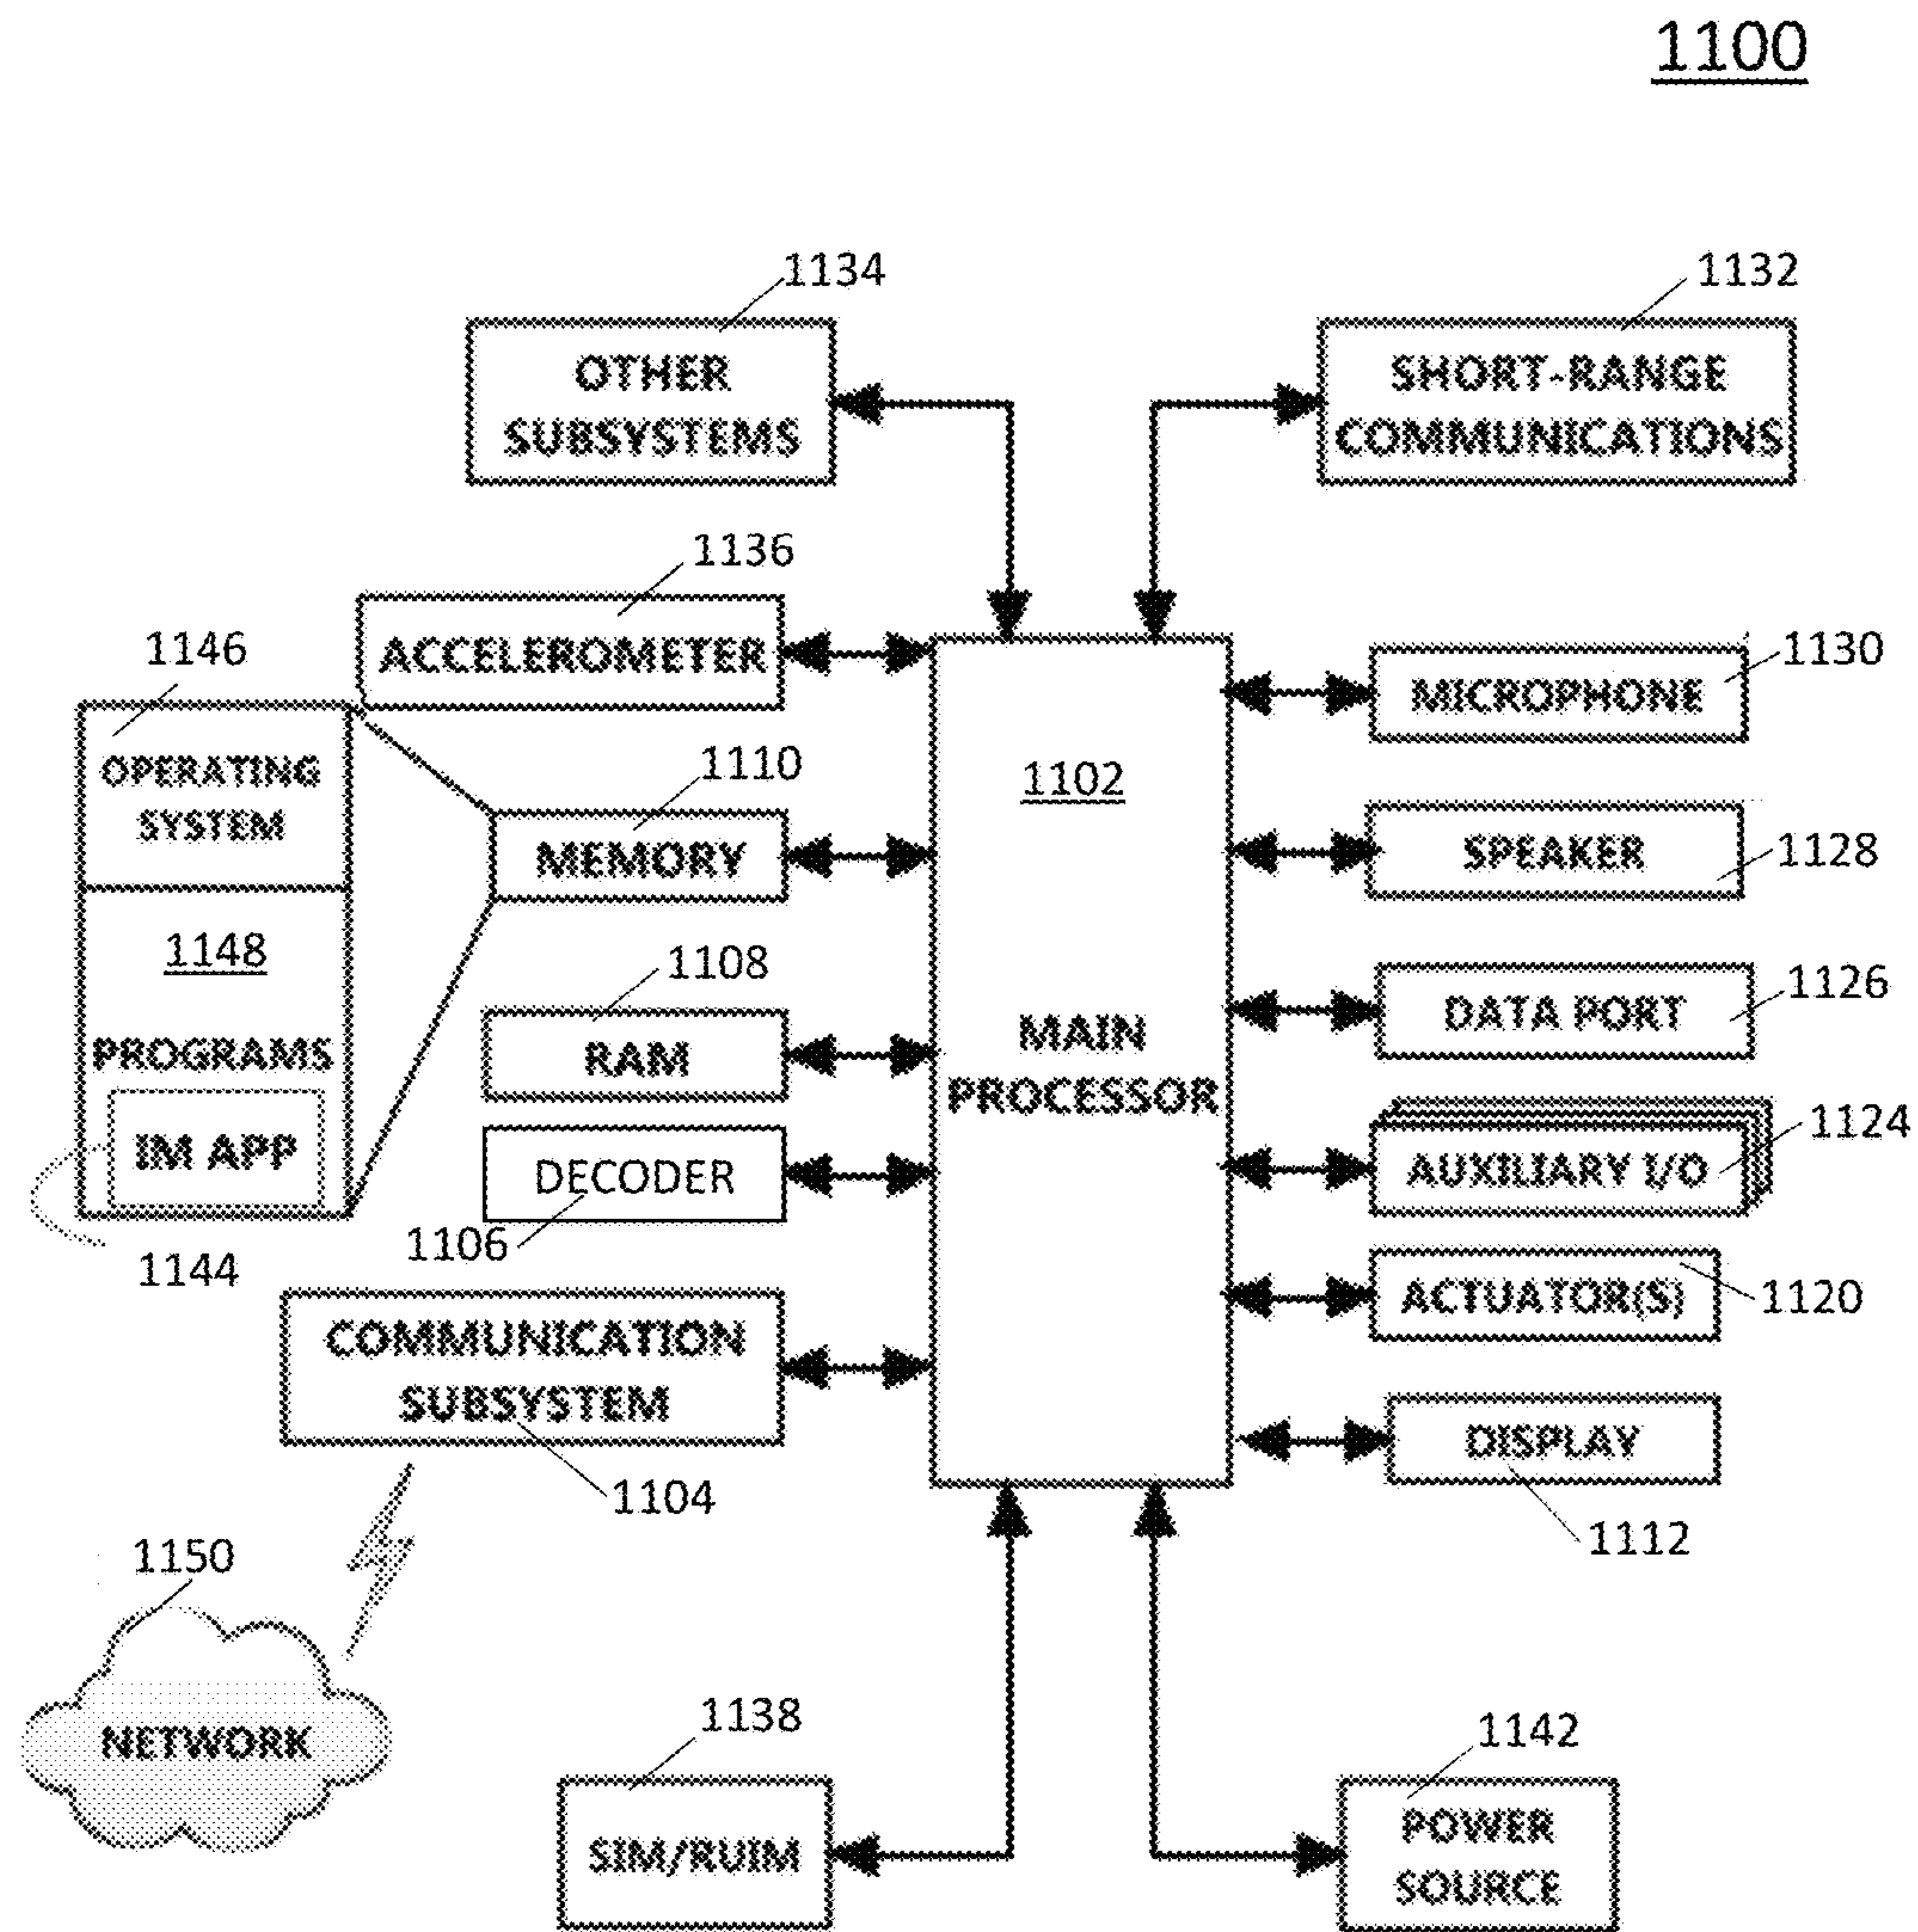 1100
1134
OTHER
SUBSYSTEMS
1132
SHORT-RANGE
COMMUNICATIONS
1136
ACCELEROMETER
1146
OPERATING
SYSTEM
1148
PROGRAMS
IM APP
1144
1110
MEMORY
1108
RAM
DECODER
1106
COMMUNICATION
SUBSYSTEM
1104
1102
MAIN
PROCESSOR
MICROPHONE
1130
SPEAKER
1128
DATA PORT
1126
AUXILIARY I/O
1124
ACTUATOR(S)
1120
DISPLAY
1112
1150
NETWORK
1138
SIM/RUIM
1142
POWER
SOURCE